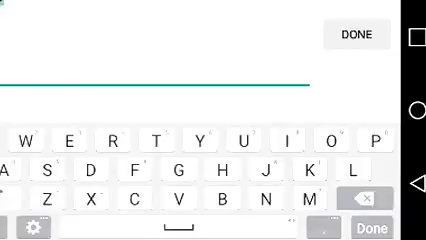 DONE
W E R T Y U I O P
A S D F G H J K L
Z X C V B N M
Done